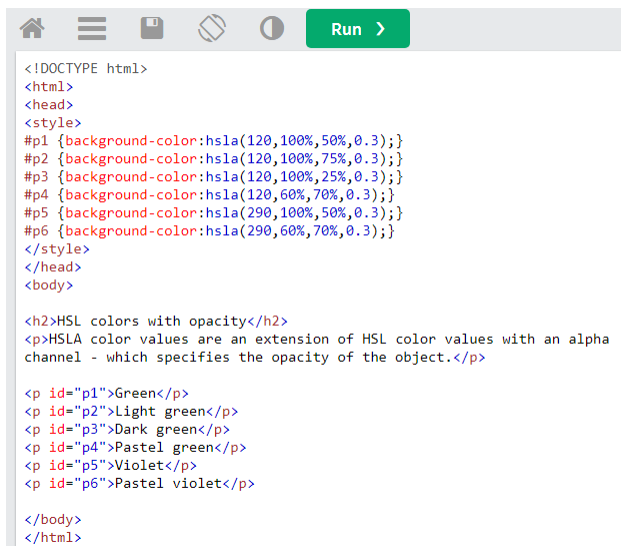 Run ❯
<!DOCTYPE html>
<html>
<head>
<style>
#p1 {background-color:hsla(120,100%,50%,0.3);}
#p2 {background-color:hsla(120,100%,75%,0.3);}
#p3 {background-color:hsla(120,100%,25%,0.3);}
#p4 {background-color:hsla(120,60%,70%,0.3);}
#p5 {background-color:hsla(290,100%,50%,0.3);}
#p6 {background-color:hsla(290,60%,70%,0.3);}
</style>
</head>
<body>
<h2>HSL colors with opacity</h2>
<p>HSLA color values are an extension of HSL color values with an alpha
channel - which specifies the opacity of the object.</p>
<p id="p1">Green</p>
<p id="p2">Light green</p>
<p id="p3">Dark green</p>
<p id="p4">Pastel green</p>
<p id="p5">Violet</p>
<p id="p6">Pastel violet</p>
</body>
</html>